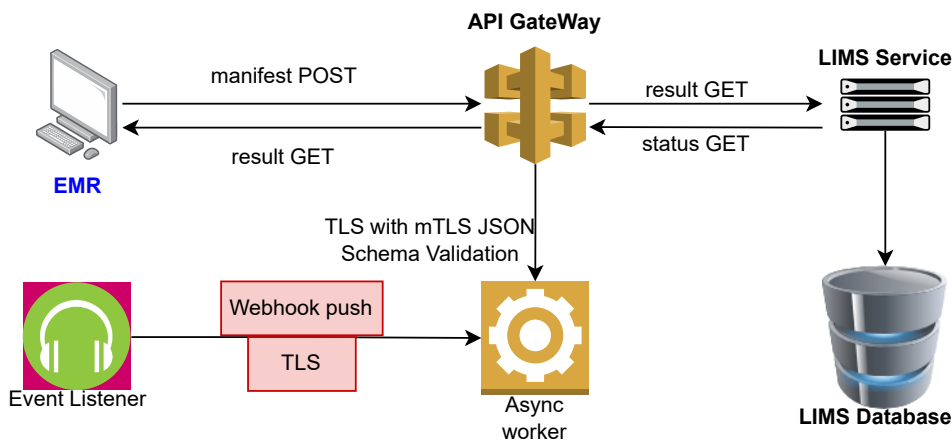 API GateWay
LIMS Service
manifest POST
result GET
result GET
status GET
EMR
TLS with mTLS JSON
Schema Validation
Webhook push
TLS
Event Listener
Async
worker
LIMS Database